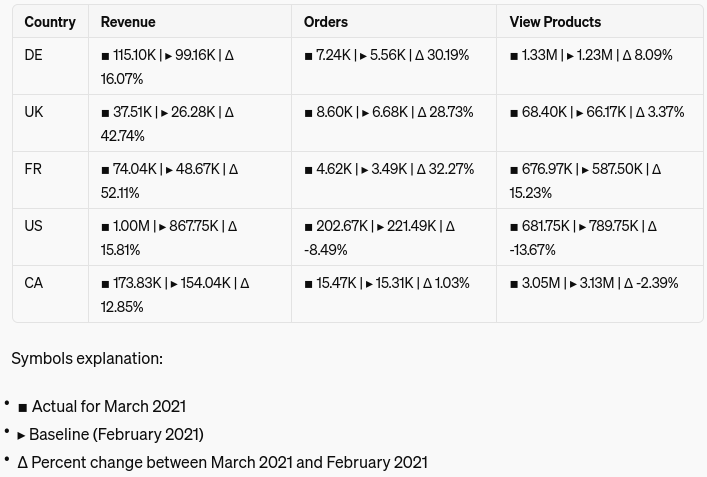 Country Revenue Orders View Products
DE ■ 115.10K | ▸ 99.16K | Δ 16.07% ■ 7.24K | ▸ 5.56K | Δ 30.19% ■ 1.33M | ▸ 1.23M | Δ 8.09%
UK ■ 37.51K | ▸ 26.28K | Δ 42.74% ■ 8.60K | ▸ 6.68K | Δ 28.73% ■ 68.40K | ▸ 66.17K | Δ 3.37%
FR ■ 74.04K | ▸ 48.67K | Δ 52.11% ■ 4.62K | ▸ 3.49K | Δ 32.27% ■ 676.97K | ▸ 587.50K | Δ 15.23%
US ■ 1.00M | ▸ 867.75K | Δ 15.81% ■ 202.67K | ▸ 221.49K | Δ -8.49% ■ 681.75K | ▸ 789.75K | Δ -13.67%
CA ■ 173.83K | ▸ 154.04K | Δ 12.85% ■ 15.47K | ▸ 15.31K | Δ 1.03% ■ 3.05M | ▸ 3.13M | Δ -2.39%
Symbols explanation:
• ■ Actual for March 2021
• ▸ Baseline (February 2021)
• Δ Percent change between March 2021 and February 2021